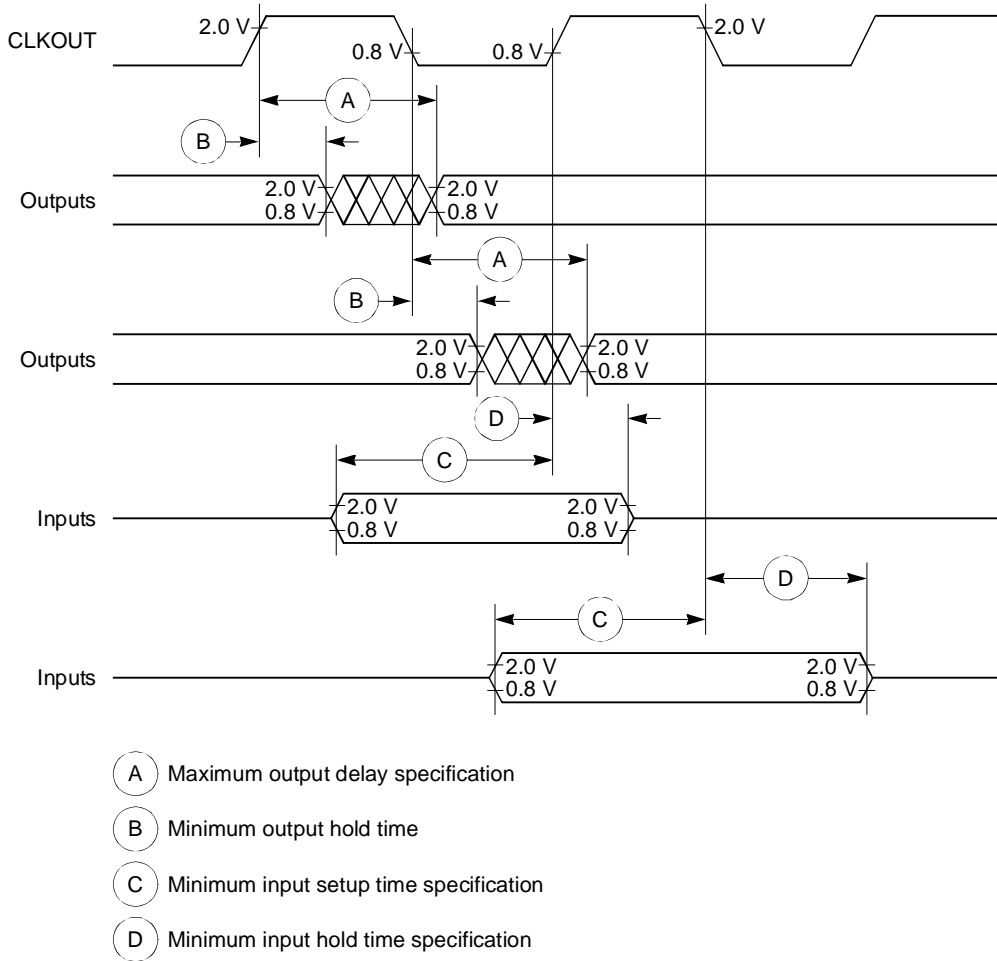 CLKOUT
2.0 V
0.8 V
0.8 V
2.0 V
A
B
Outputs
2.0 V
0.8 V
2.0 V
0.8 V
A
B
Outputs
2.0 V
0.8 V
2.0 V
0.8 V
D
C
Inputs
2.0 V
0.8 V
2.0 V
0.8 V
D
C
Inputs
2.0 V
0.8 V
2.0 V
0.8 V
A Maximum output delay specification
B Minimum output hold time
C Minimum input setup time specification
D Minimum input hold time specification